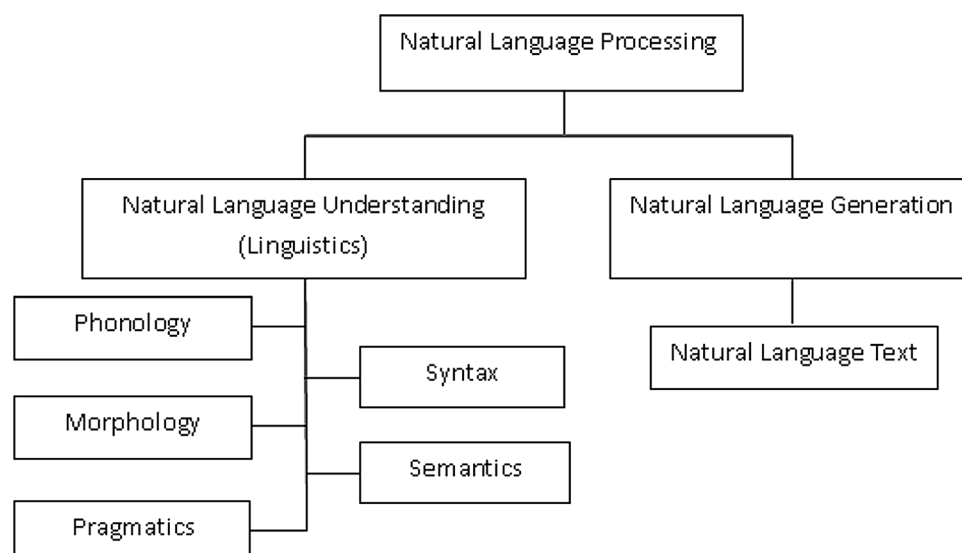 Natural Language Processing
Natural Language Understanding
(Linguistics)
Natural Language Generation
Phonology
Natural Language Text
Syntax
Morphology
Semantics
Pragmatics